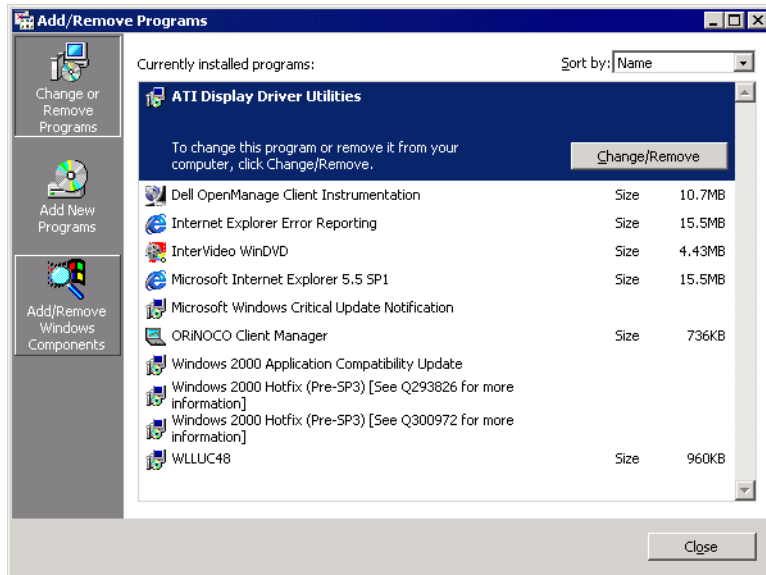 Add/Remove Programs
Change or
Remove
Programs
Add New
Programs
Add/Remove
Windows
Components
Currently installed programs:
Sort by: Name
ATI Display Driver Utilities
To change this program or remove it from your
computer, click Change/Remove.
Change/Remove
Dell OpenManage Client Instrumentation Size 10.7MB
Internet Explorer Error Reporting Size 15.5MB
InterVideo WinDVD Size 4.43MB
Microsoft Internet Explorer 5.5 SP1 Size 15.5MB
Microsoft Windows Critical Update Notification
ORiNOCO Client Manager Size 736KB
Windows 2000 Application Compatibility Update
Windows 2000 Hotfix (Pre-SP3) [See Q293826 for more
information]
Windows 2000 Hotfix (Pre-SP3) [See Q300972 for more
information]
WLLUC48 Size 960KB
Close